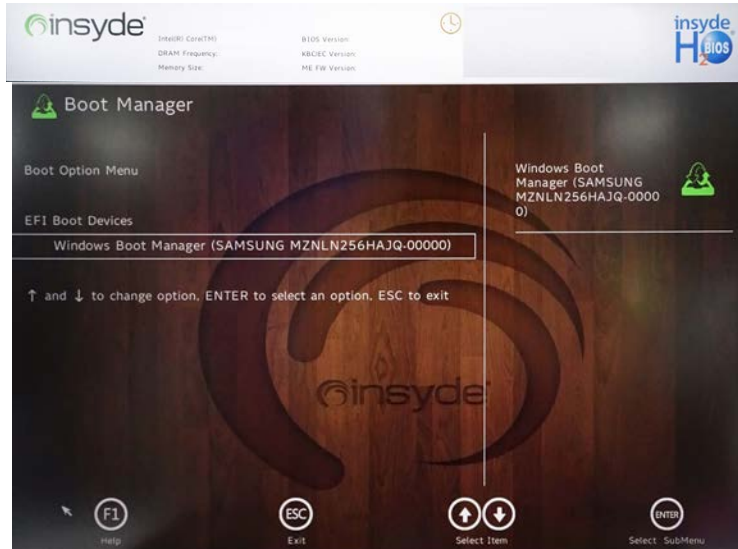 insyde
Intel(R) Core(TM)
DRAM Frequency:
Memory Size:
BIOS Version
KBC/EC Version:
ME FW Version:
insyde
H2BIOS
Boot Manager
Boot Option Menu
EFI Boot Devices
Windows Boot Manager (SAMSUNG MZNLN256HAJQ-00000)
↑ and ↓ to change option, ENTER to select an option, ESC to exit
Windows Boot
Manager (SAMSUNG
MZNLN256HAJQ-0000
0)
insyde
F1
Help
ESC
Exit
Select Item
ENTER
Select SubMenu